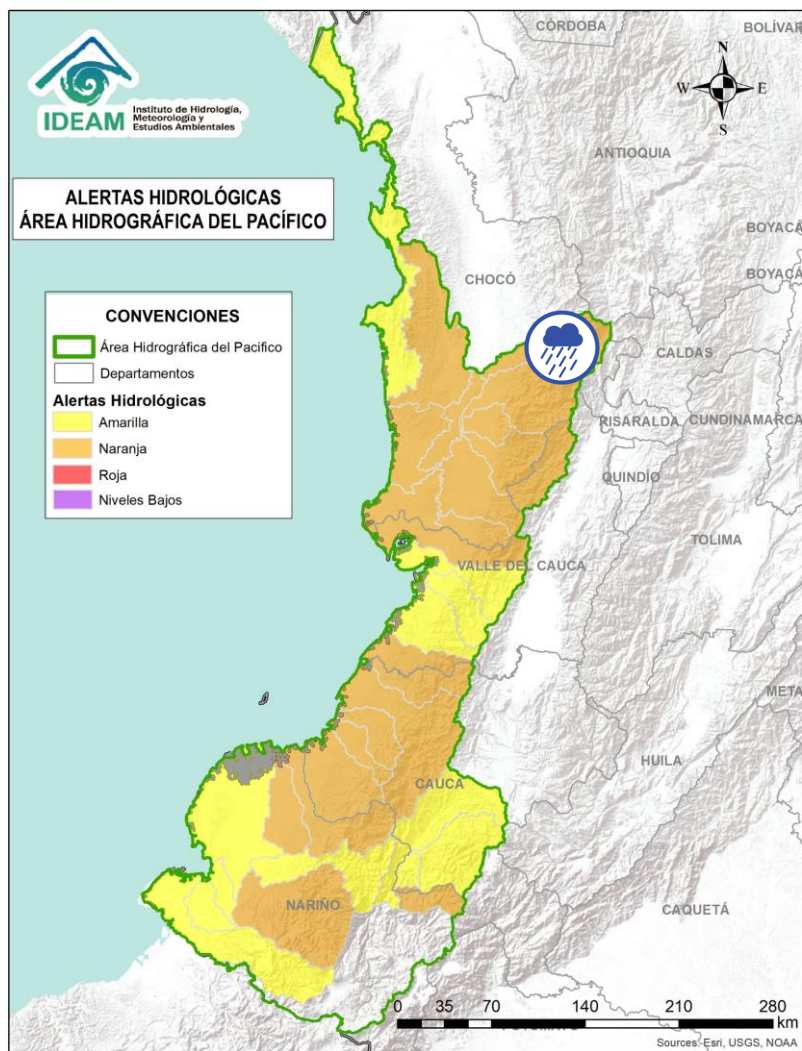 CÓRDOBA
BOLÍVAR
IDEAM
Instituto de Hidrología,
Meteorología y
Estudios Ambientales
N
W
E
S
ANTIOQUIA
ALERTAS HIDROLÓGICAS
ÁREA HIDROGRÁFICA DEL PACÍFICO
BOYACÁ
BOYACÁ
CHOCÓ
CONVENCIONES
Área Hidrográfica del Pacifico
Departamentos
Alertas Hidrológicas
Amarilla
Naranja
Roja
Niveles Bajos
CALDAS
RISARALDA
CUNDINAMARCA
QUINDÍO
TOLIMA
VALLE DEL CAUCA
META
HUILA
CAUCA
NARIÑO
CAQUETÁ
0 35 70 140 210 280
km
Sources: Esri, USGS, NOAA